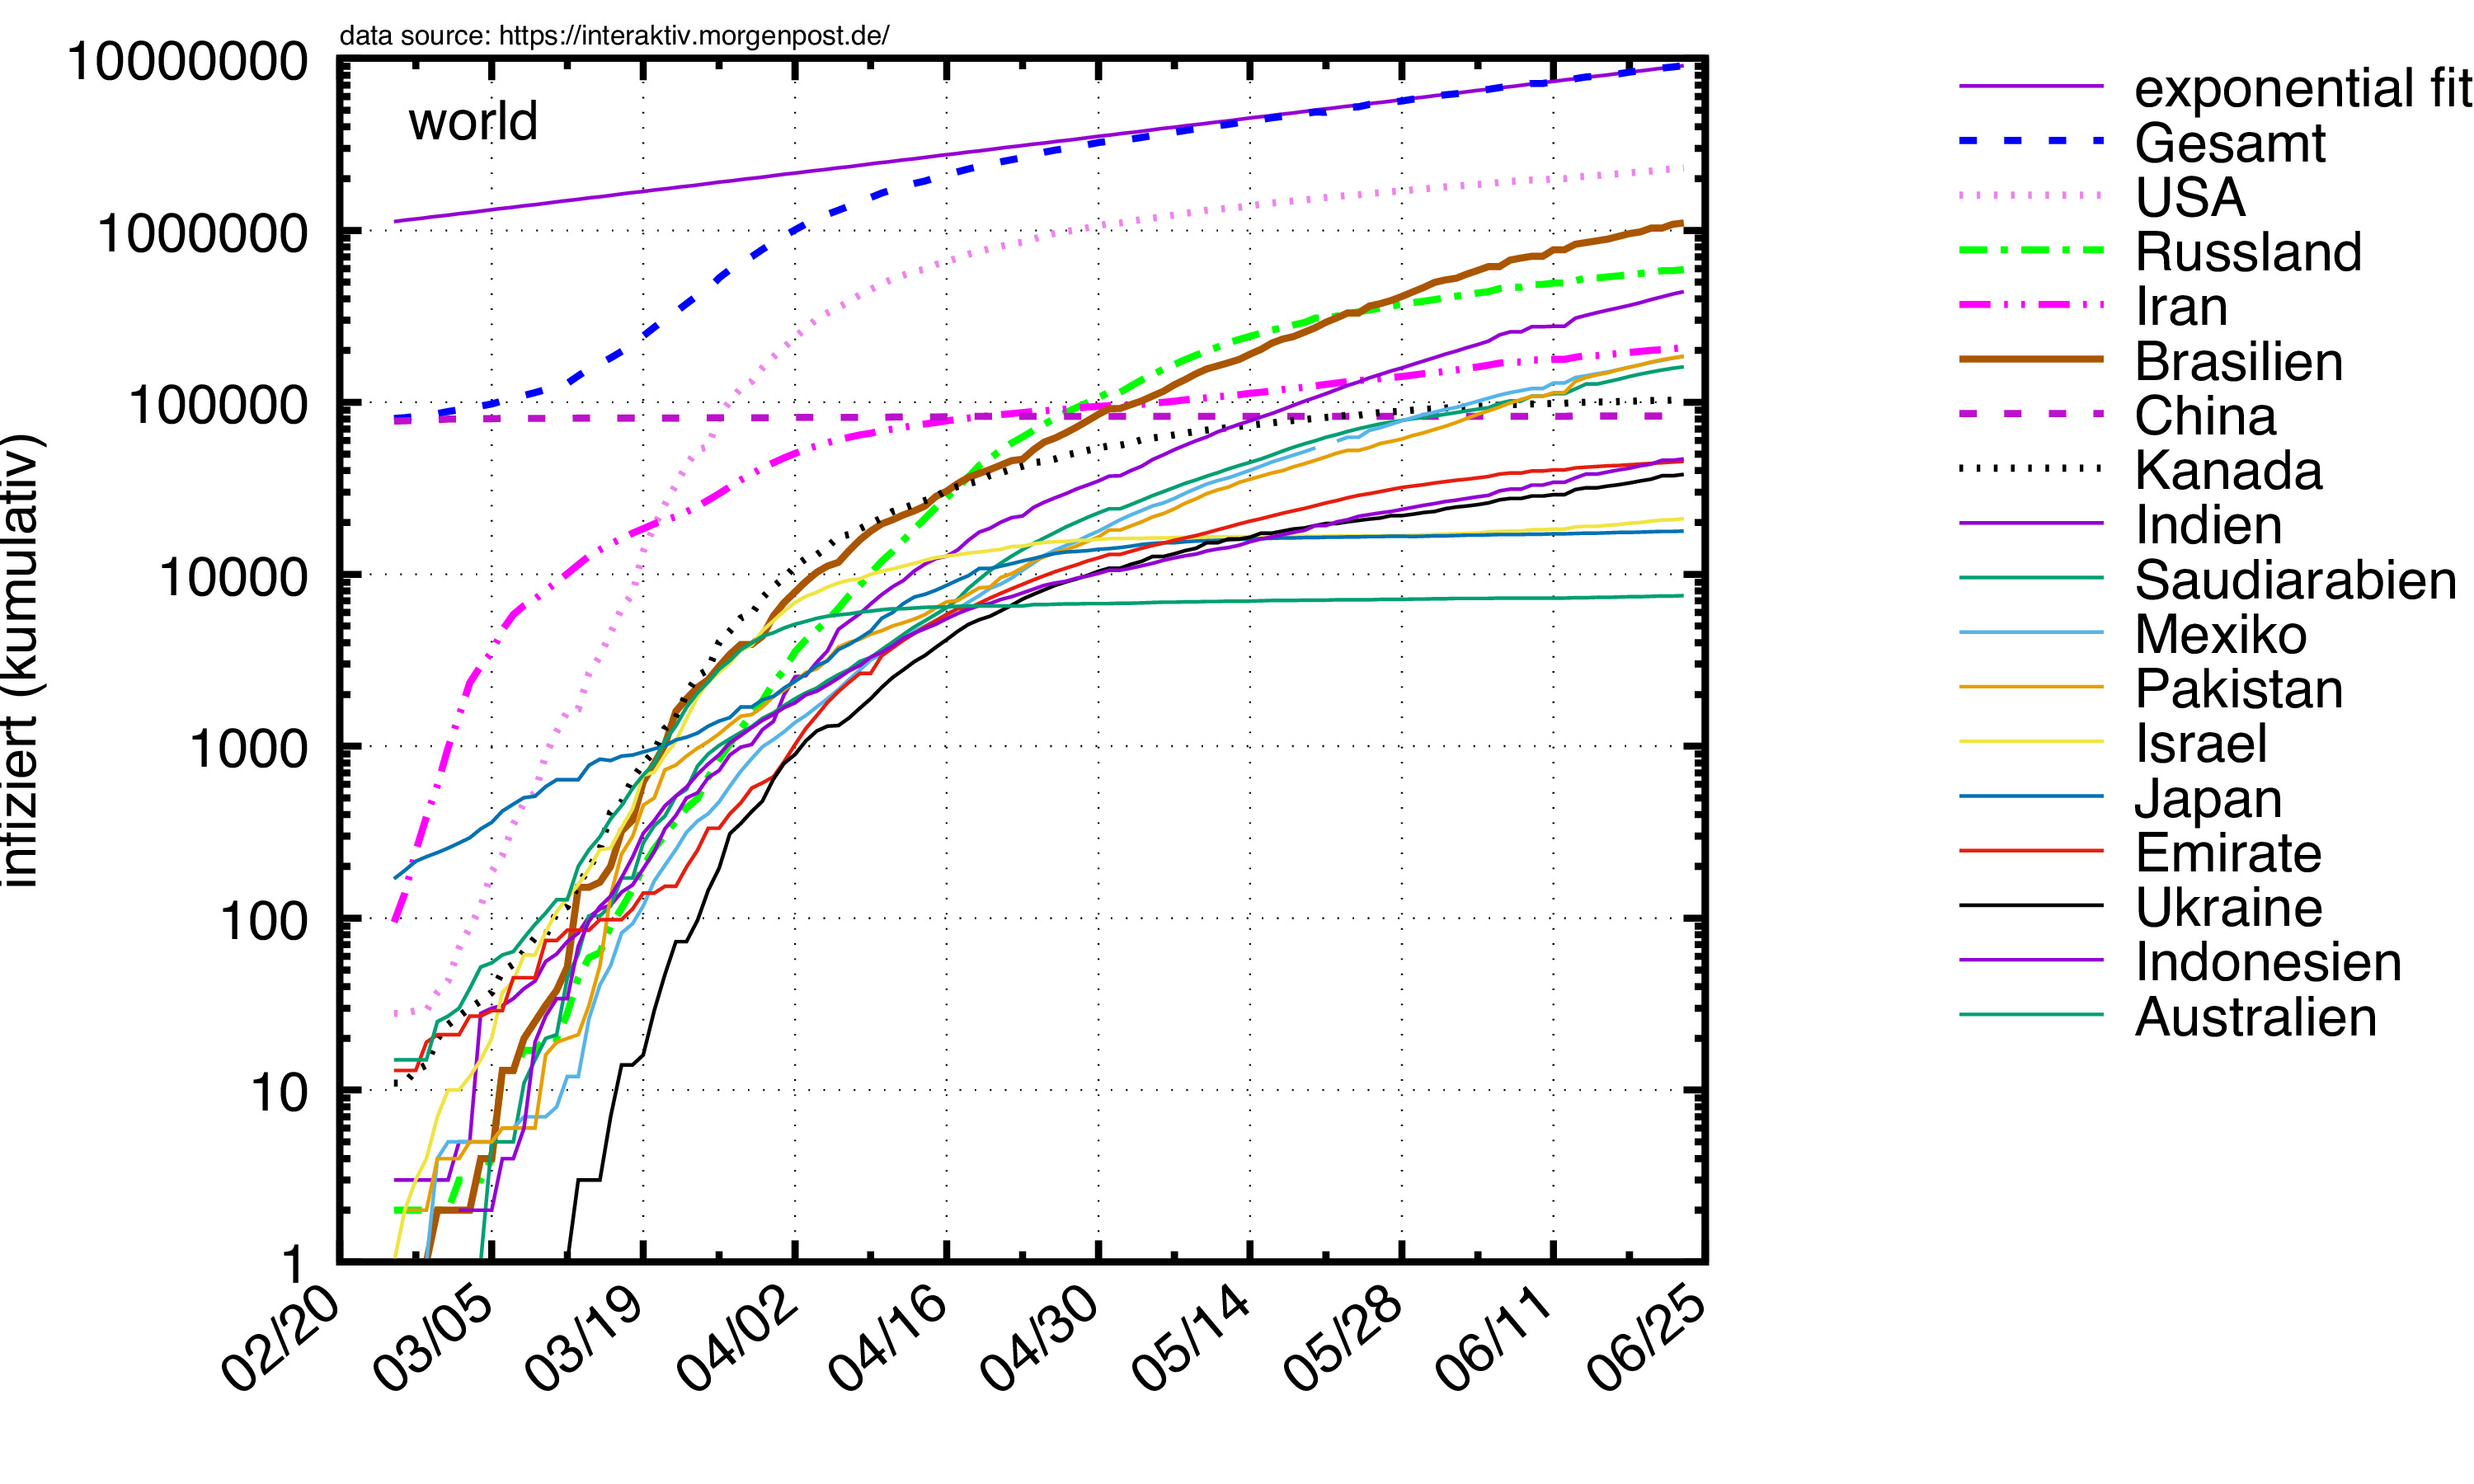 data source: https://interaktiv.morgenpost.de/
world
infiziert (kumulativ)
10000000
1000000
100000
10000
1000
100
10
1
02/20
03/05
03/19
04/02
04/16
04/30
05/14
05/28
06/11
06/25
exponential fit
Gesamt
USA
Russland
Iran
Brasilien
China
Kanada
Indien
Saudiarabien
Mexiko
Pakistan
Israel
Japan
Emirate
Ukraine
Indonesien
Australien